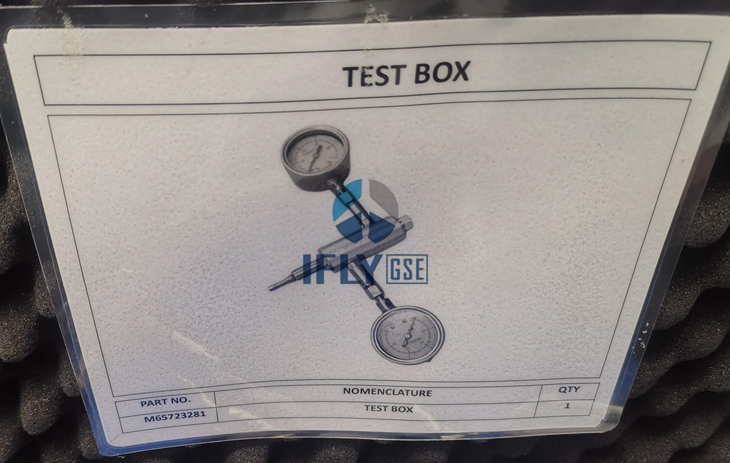 TEST BOX
IFLY GSE
PART NO. NOMENCLATURE QTY
M65723281 TEST BOX 1